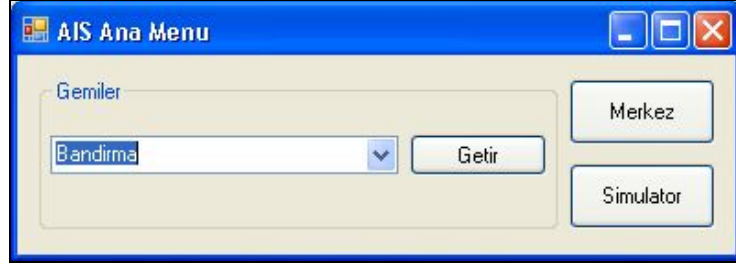 AIS Ana Menu
Gemiler
Bandirma
Getir
Merkez
Simulator